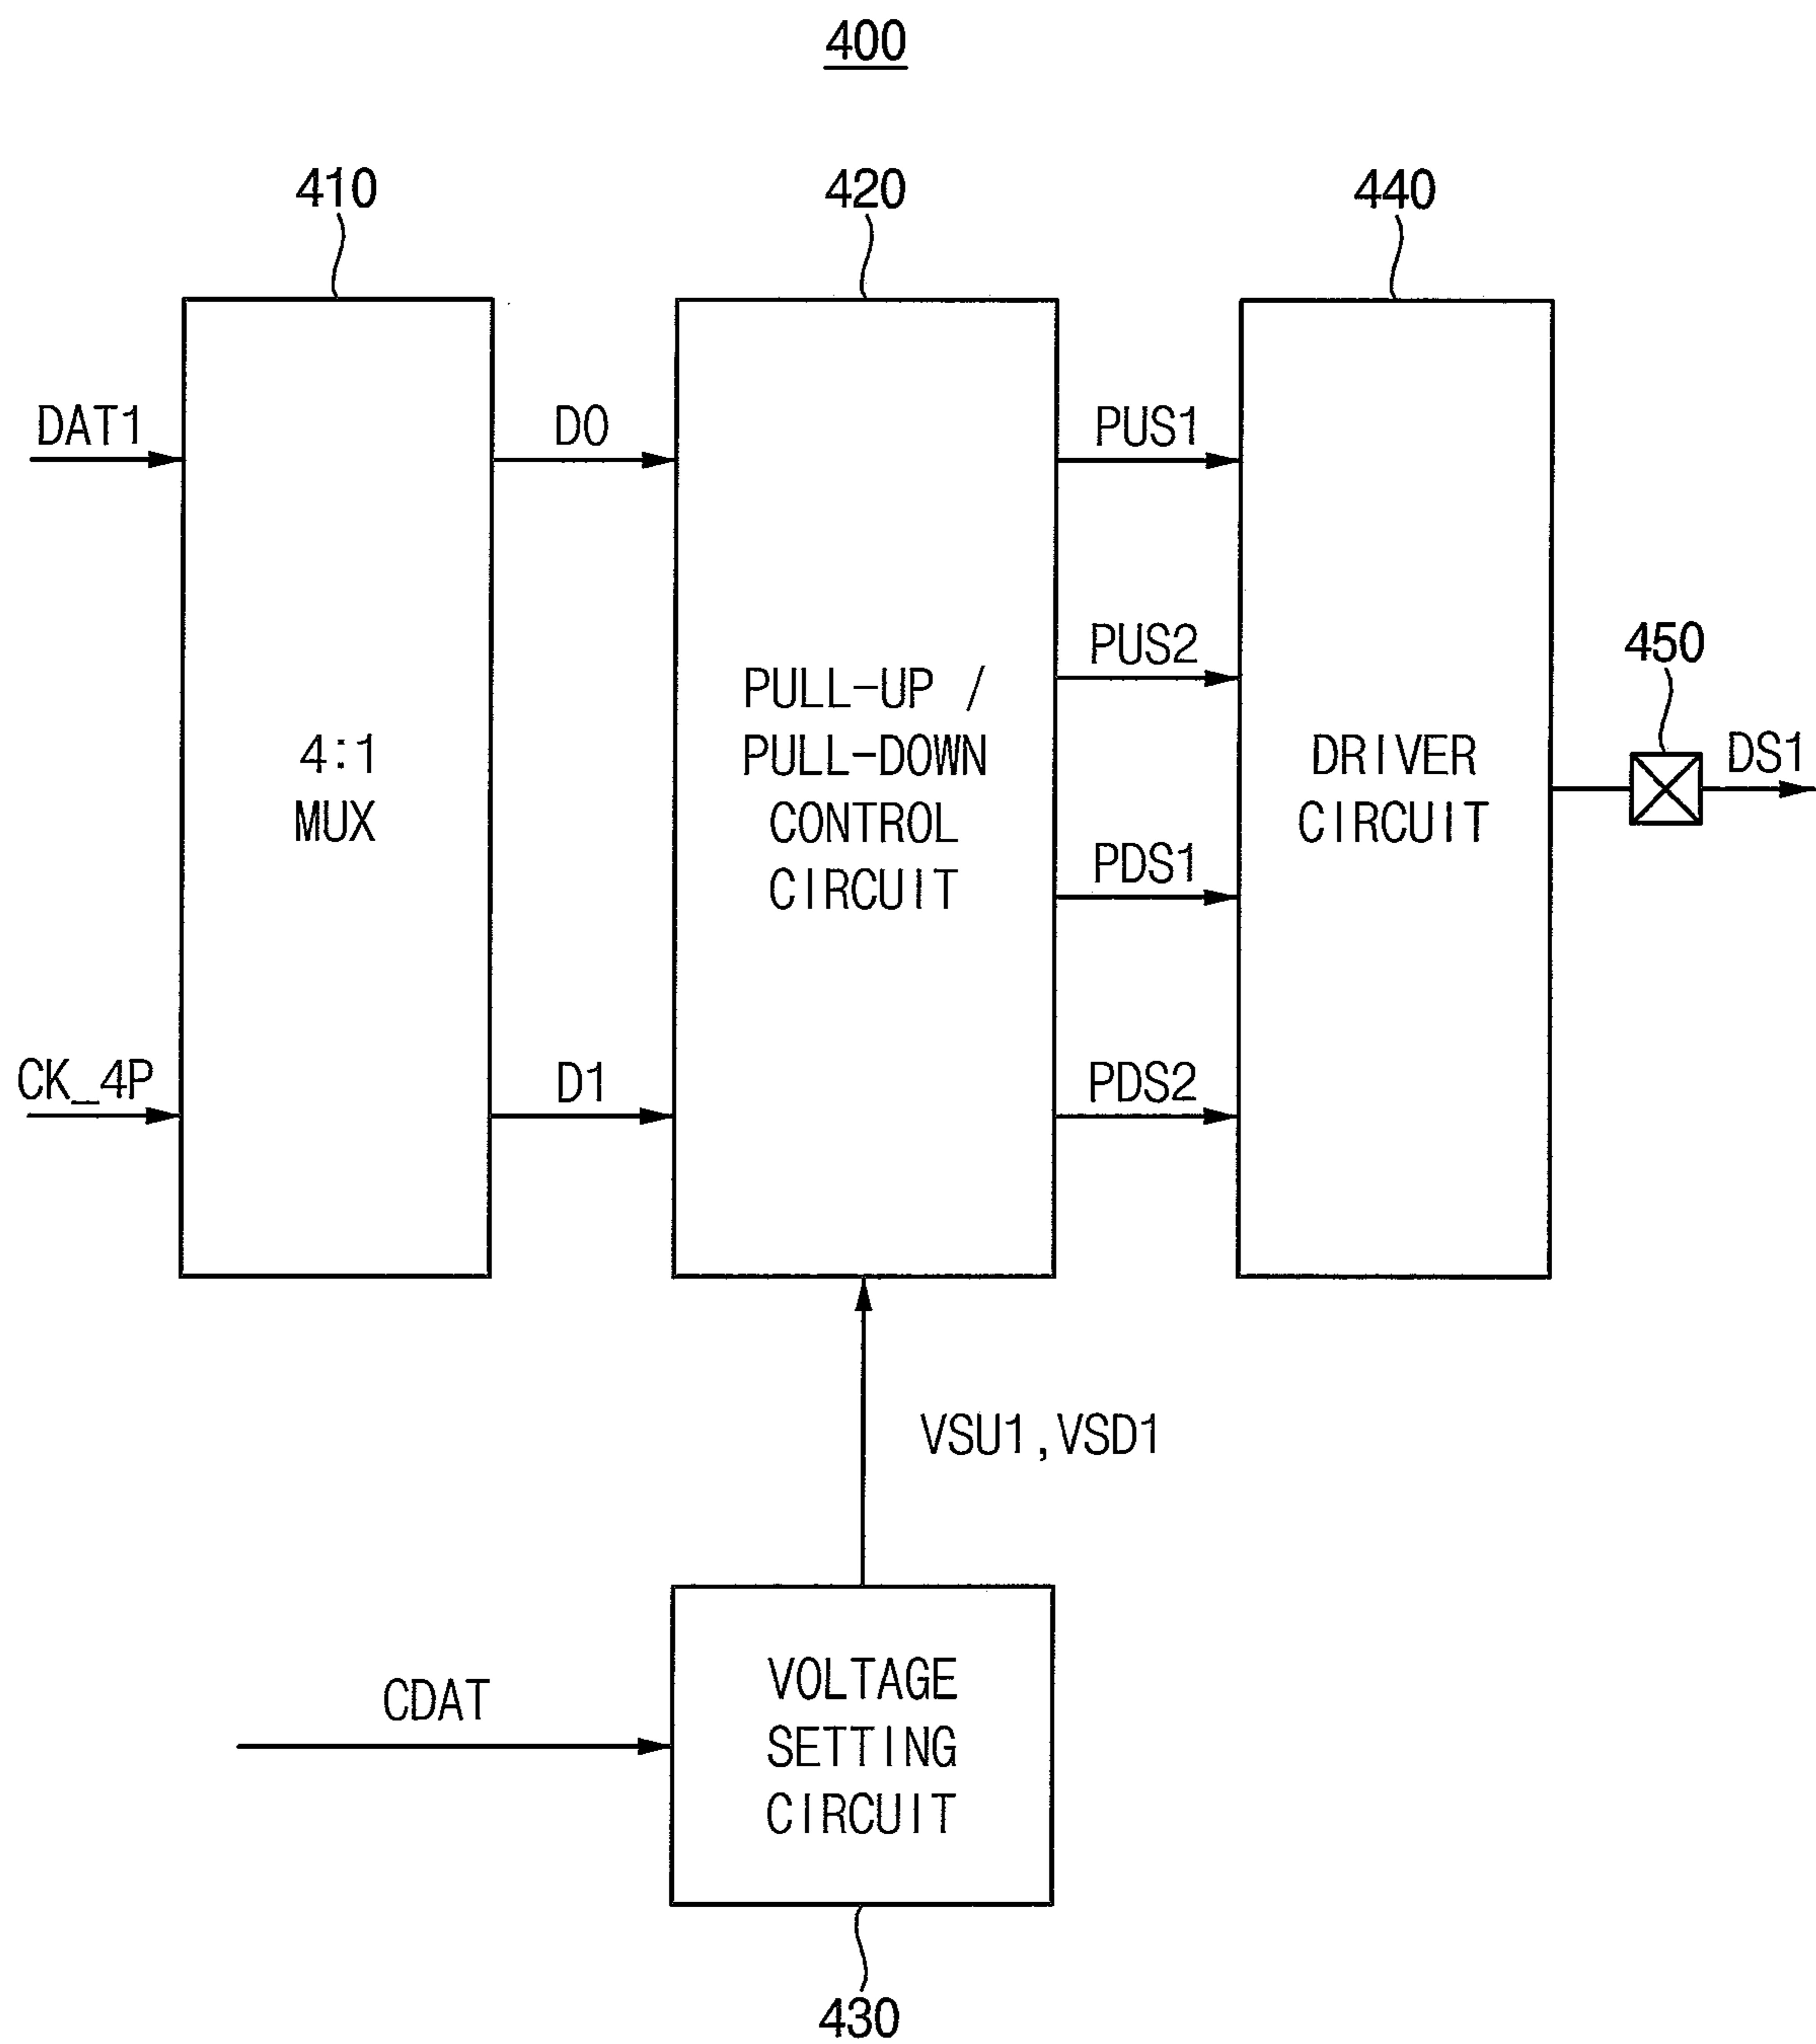 400
410
420
440
DAT1
D0
PUS1
PUS2
450
PULL-UP /
PULL-DOWN
CONTROL
CIRCUIT
4:1
MUX
DRIVER
CIRCUIT
DS1
PDS1
CK_4P
D1
PDS2
VSU1,VSD1
CDAT
VOLTAGE
SETTING
CIRCUIT
430